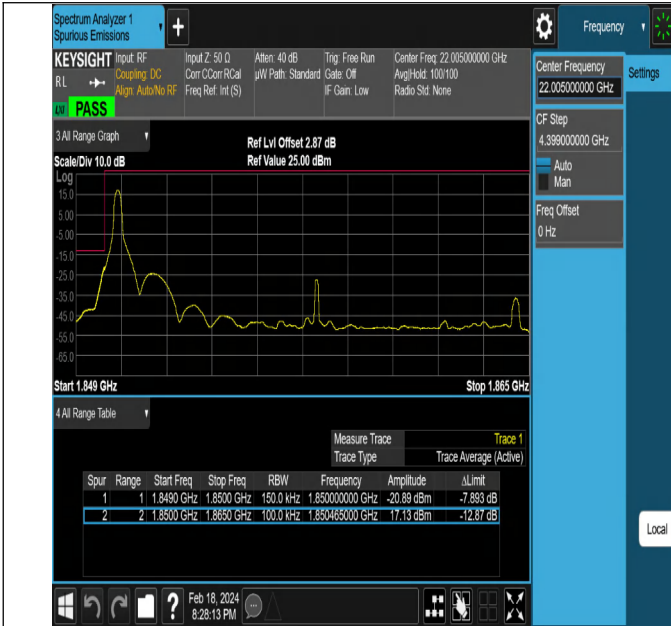 Spectrum Analyzer 1
Spurious Emissions
Frequency
KEYSIGHT
Input: RF
Input Z: 50 Ω
Atten: 40 dB
Trig: Free Run
Center Freq: 22.005000000 GHz
RL
Coupling: DC
Corr CCorr RCal
µW Path: Standard
Gate: Off
Avg|Hold: 100/100
Align: Auto/No RF
Freq Ref: Int (S)
IF Gain: Low
Radio Std: None
PASS
Center Frequency
22.005000000 GHz
Settings
CF Step
4.399000000 GHz
Auto
Man
Freq Offset
0 Hz
3 All Range Graph
Ref Lvl Offset 2.87 dB
Scale/Div 10.0 dB
Ref Value 25.00 dBm
Log
15.0
5.00
-5.00
-15.0
-25.0
-35.0
-45.0
-55.0
-65.0
Start 1.849 GHz
Stop 1.865 GHz
4 All Range Table
Measure Trace
Trace 1
Trace Type
Trace Average (Active)
Spur Range Start Freq Stop Freq RBW Frequency Amplitude ΔLimit
1 1 1.8490 GHz 1.8500 GHz 150.0 kHz 1.850000000 GHz -20.89 dBm -7.893 dB
2 2 1.8500 GHz 1.8650 GHz 100.0 kHz 1.850465000 GHz 17.13 dBm -12.87 dB
Local
Feb 18, 2024
8:28:13 PM